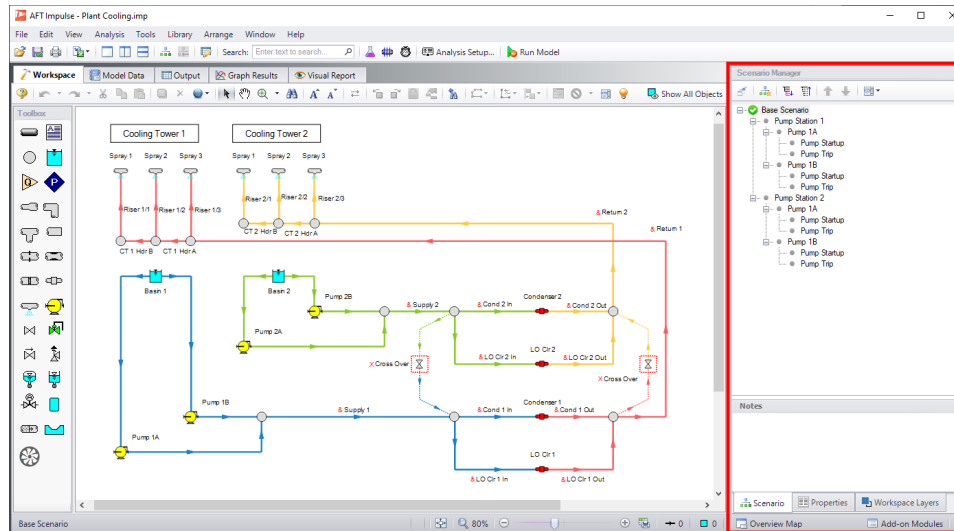 AFT Impulse - Plant Cooling.imp
File Edit View Analysis Tools Library Arrange Window Help
Search: Enter text to search... Analysis Setup... Run Model
Workspace Model Data Output Graph Results Visual Report
Show All Objects
Toolbox
Cooling Tower 1 Cooling Tower 2
Spray 1 Spray 2 Spray 3 Spray 1 Spray 2 Spray 3
Riser 1/1 Riser 1/2 Riser 1/3 Riser 2/1 Riser 2/2 Riser 2/3
& Return 2
CT 2 Hdr B CT 2 Hdr A
& Return 1
CT 1 Hdr B CT 1 Hdr A
Basin 1 Basin 2
Pump 2B Condenser 2
& Supply 2 & Cond 2 In & Cond 2 Out
Pump 2A
LO Clr 2
& LO Clr 2 In & LO Clr 2 Out
X Cross Over
X Cross Over
Pump 1B Condenser 1
& Supply 1 & Cond 1 In & Cond 1 Out
Pump 1A
LO Clr 1
& LO Clr 1 In & LO Clr 1 Out
Base Scenario 80% 0 0
Scenario Manager
Base Scenario
Pump Station 1
Pump 1A
Pump Startup
Pump Trip
Pump 1B
Pump Startup
Pump Trip
Pump Station 2
Pump 1A
Pump Startup
Pump Trip
Pump 1B
Pump Startup
Pump Trip
Notes
Scenario Properties Workspace Layers
Overview Map Add-on Modules